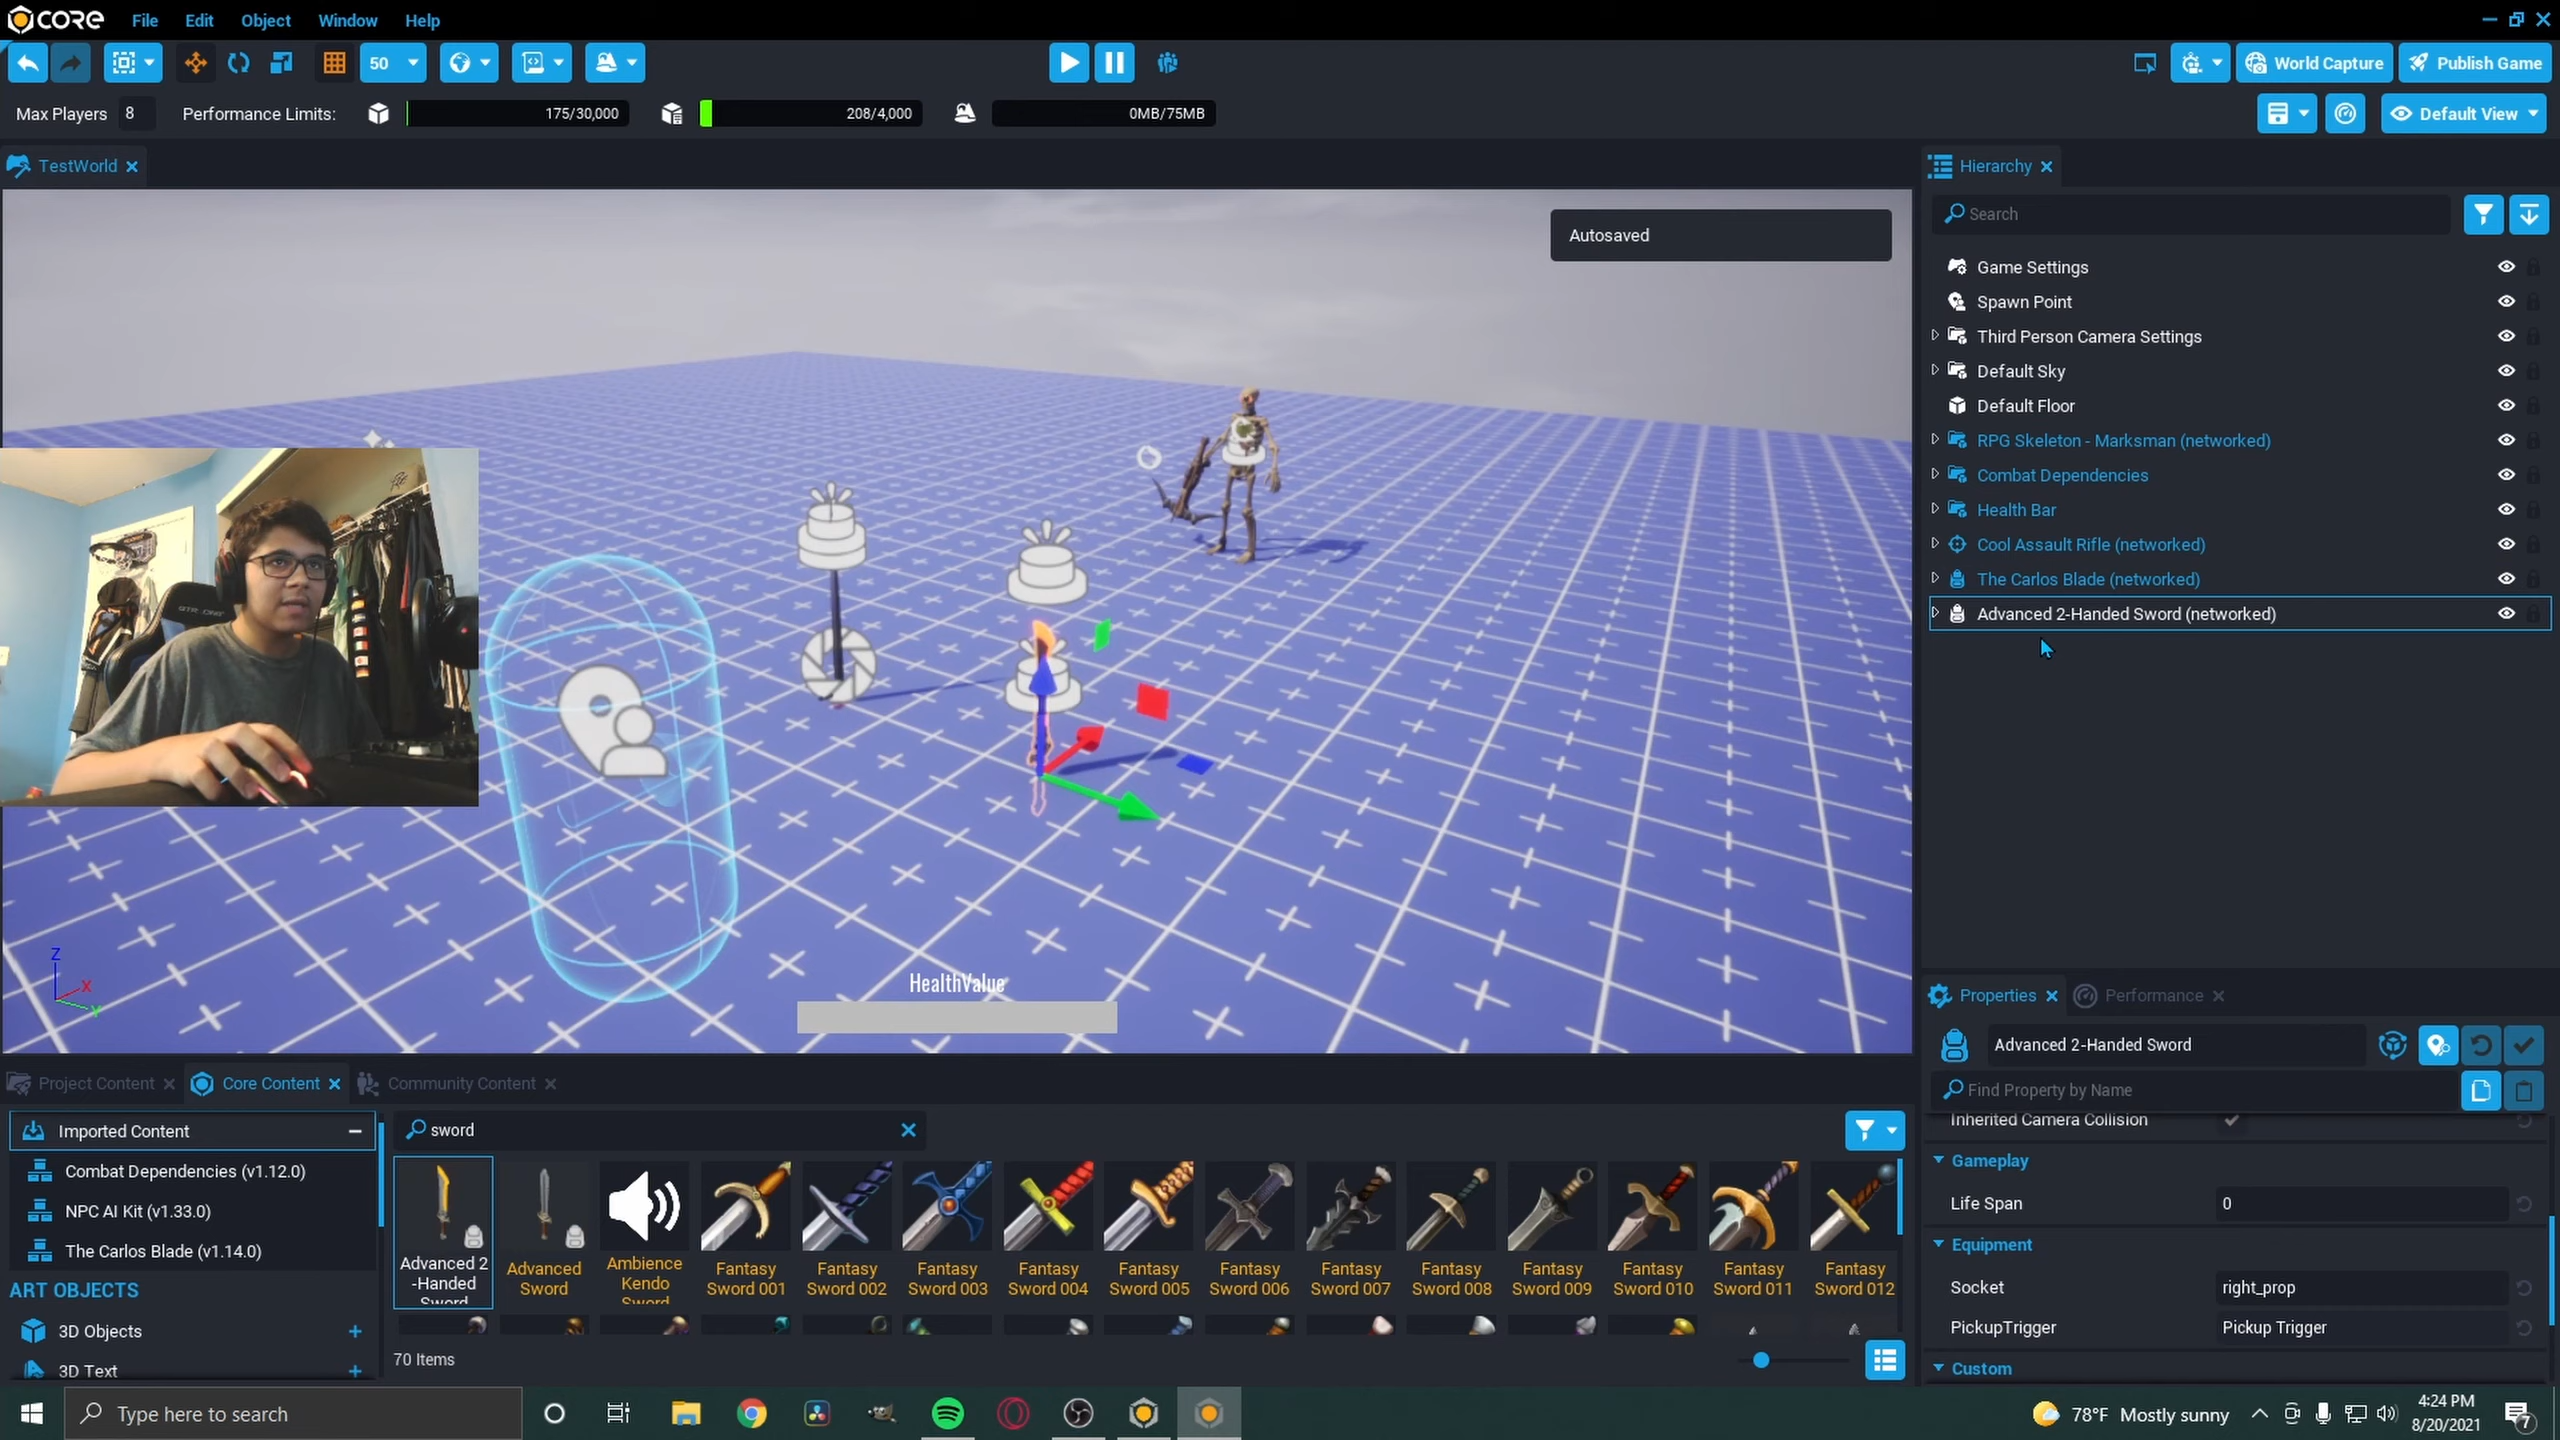 CORE File Edit Object Window Help
50 World Capture Publish Game
Max Players 8 Performance Limits: 175/30,000 208/4,000 0MB/75MB Default View
TestWorld
Hierarchy
Autosaved
Search
Game Settings
Spawn Point
Third Person Camera Settings
Default Sky
Default Floor
RPG Skeleton - Marksman (networked)
Combat Dependencies
Health Bar
Cool Assault Rifle (networked)
The Carlos Blade (networked)
Advanced 2-Handed Sword (networked)
Z
X
Y
HealthValue
Properties Performance
Advanced 2-Handed Sword
Find Property by Name
Inherited Camera Collision
Gameplay
Life Span 0
Equipment
Socket right_prop
PickupTrigger Pickup Trigger
Custom
Project Content Core Content Community Content
Imported Content
Combat Dependencies (v1.12.0)
NPC AI Kit (v1.33.0)
The Carlos Blade (v1.14.0)
ART OBJECTS
3D Objects
3D Text
sword
Advanced 2
-Handed
Sword
Advanced
Sword
Ambience
Kendo
Sword
Fantasy
Sword 001
Fantasy
Sword 002
Fantasy
Sword 003
Fantasy
Sword 004
Fantasy
Sword 005
Fantasy
Sword 006
Fantasy
Sword 007
Fantasy
Sword 008
Fantasy
Sword 009
Fantasy
Sword 010
Fantasy
Sword 011
Fantasy
Sword 012
70 Items
Type here to search
78°F Mostly sunny
4:24 PM
8/20/2021
7